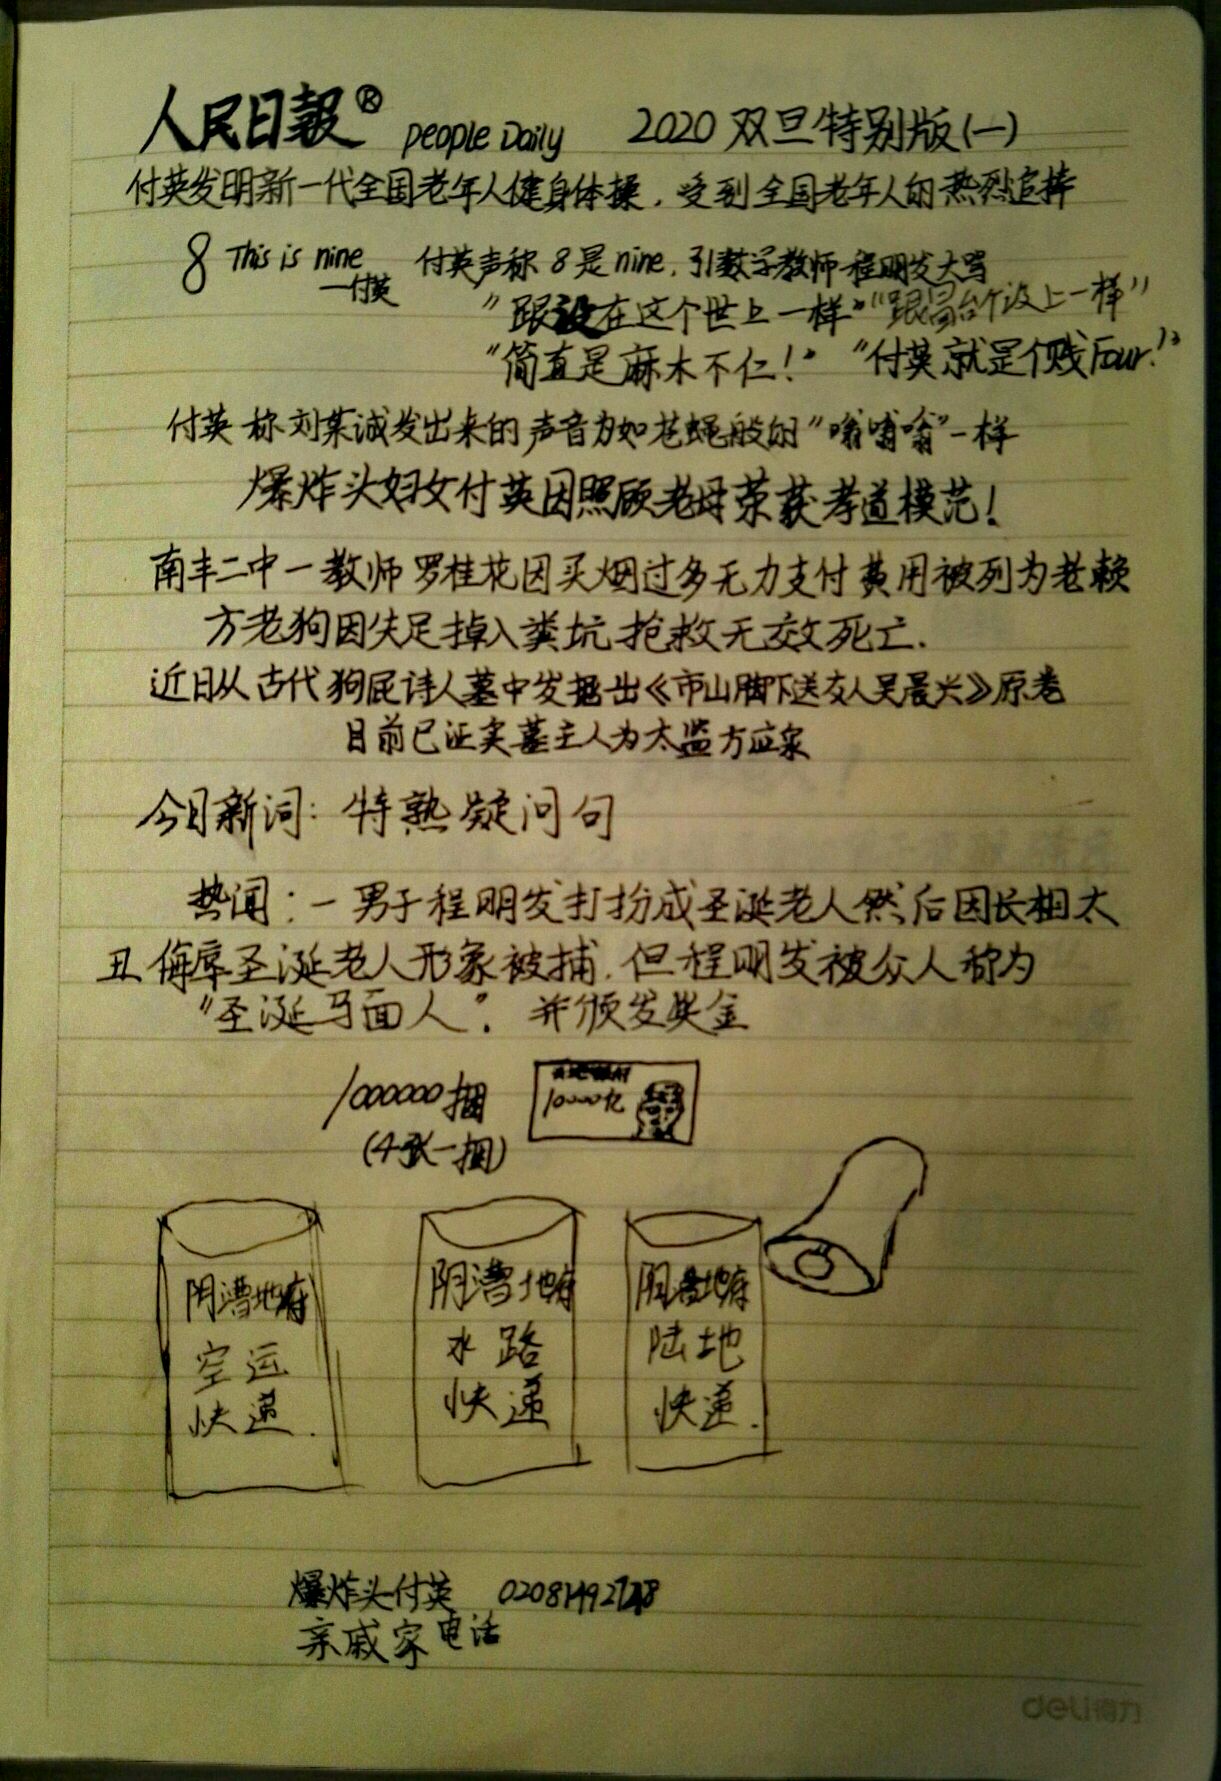 人民日報® people Daily 2020 双旦特别版(一)
付英发明新一代全国老年人健身体操,受到全国老年人的热烈追捧
8 This is nine 付英声称 8是nine,引数学教师程明发大骂
—付英
"跟没在这个世上一样" "跟台下没上一样"
"简直是麻木不仁!" "付英就是个贱Four!"
付英称刘某诚发出来的声音为如苍蝇般的"嗡嗡嗡"一样
爆炸头妇女付英因照顾老母荣获孝道模范!
南丰二中一教师罗桂花因买烟过多无力支付费用被列为老赖
方老狗因失足掉入粪坑抢救无效死亡.
近日从古代狗屁诗人墓中发掘出《市山脚下送友人吴晨兴》原卷
目前已证实墓主人为太监方应泉
今日新词: 特熟疑问句
热闻:一男子程明发打扮成圣诞老人然后因长相太
丑侮辱圣诞老人形象被捕,但程明发被众人称为
"圣诞马面人". 并颁发奖金
1000000捆 10000亿
(4张一捆)
阴漕地府 阴漕地府 阴漕地府
空运 水路 陆地
快递. 快递 快递.
爆炸头付英
亲戚家电话
deli得力